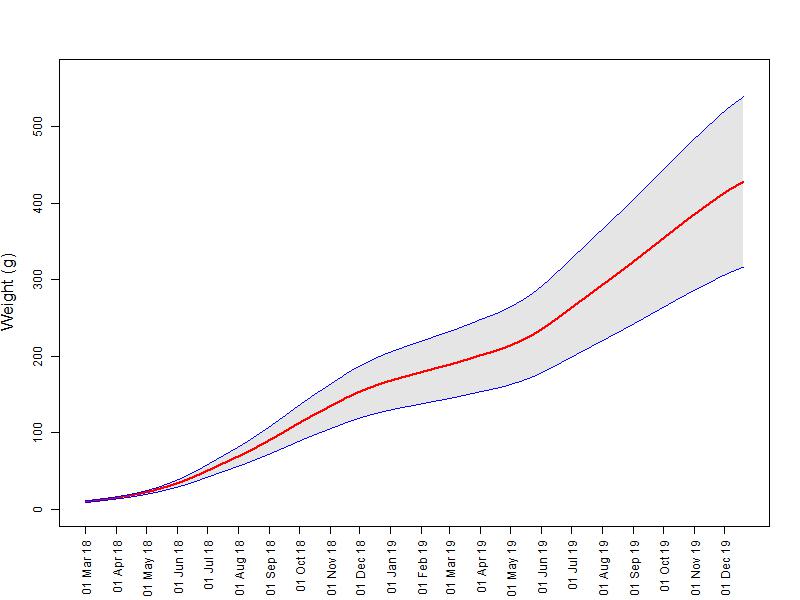 500
400
300
200
100
0
Weight (g)
01 Mar 18
01 Apr 18
01 May 18
01 Jun 18
01 Jul 18
01 Aug 18
01 Sep 18
01 Oct 18
01 Nov 18
01 Dec 18
01 Jan 19
01 Feb 19
01 Mar 19
01 Apr 19
01 May 19
01 Jun 19
01 Jul 19
01 Aug 19
01 Sep 19
01 Oct 19
01 Nov 19
01 Dec 19